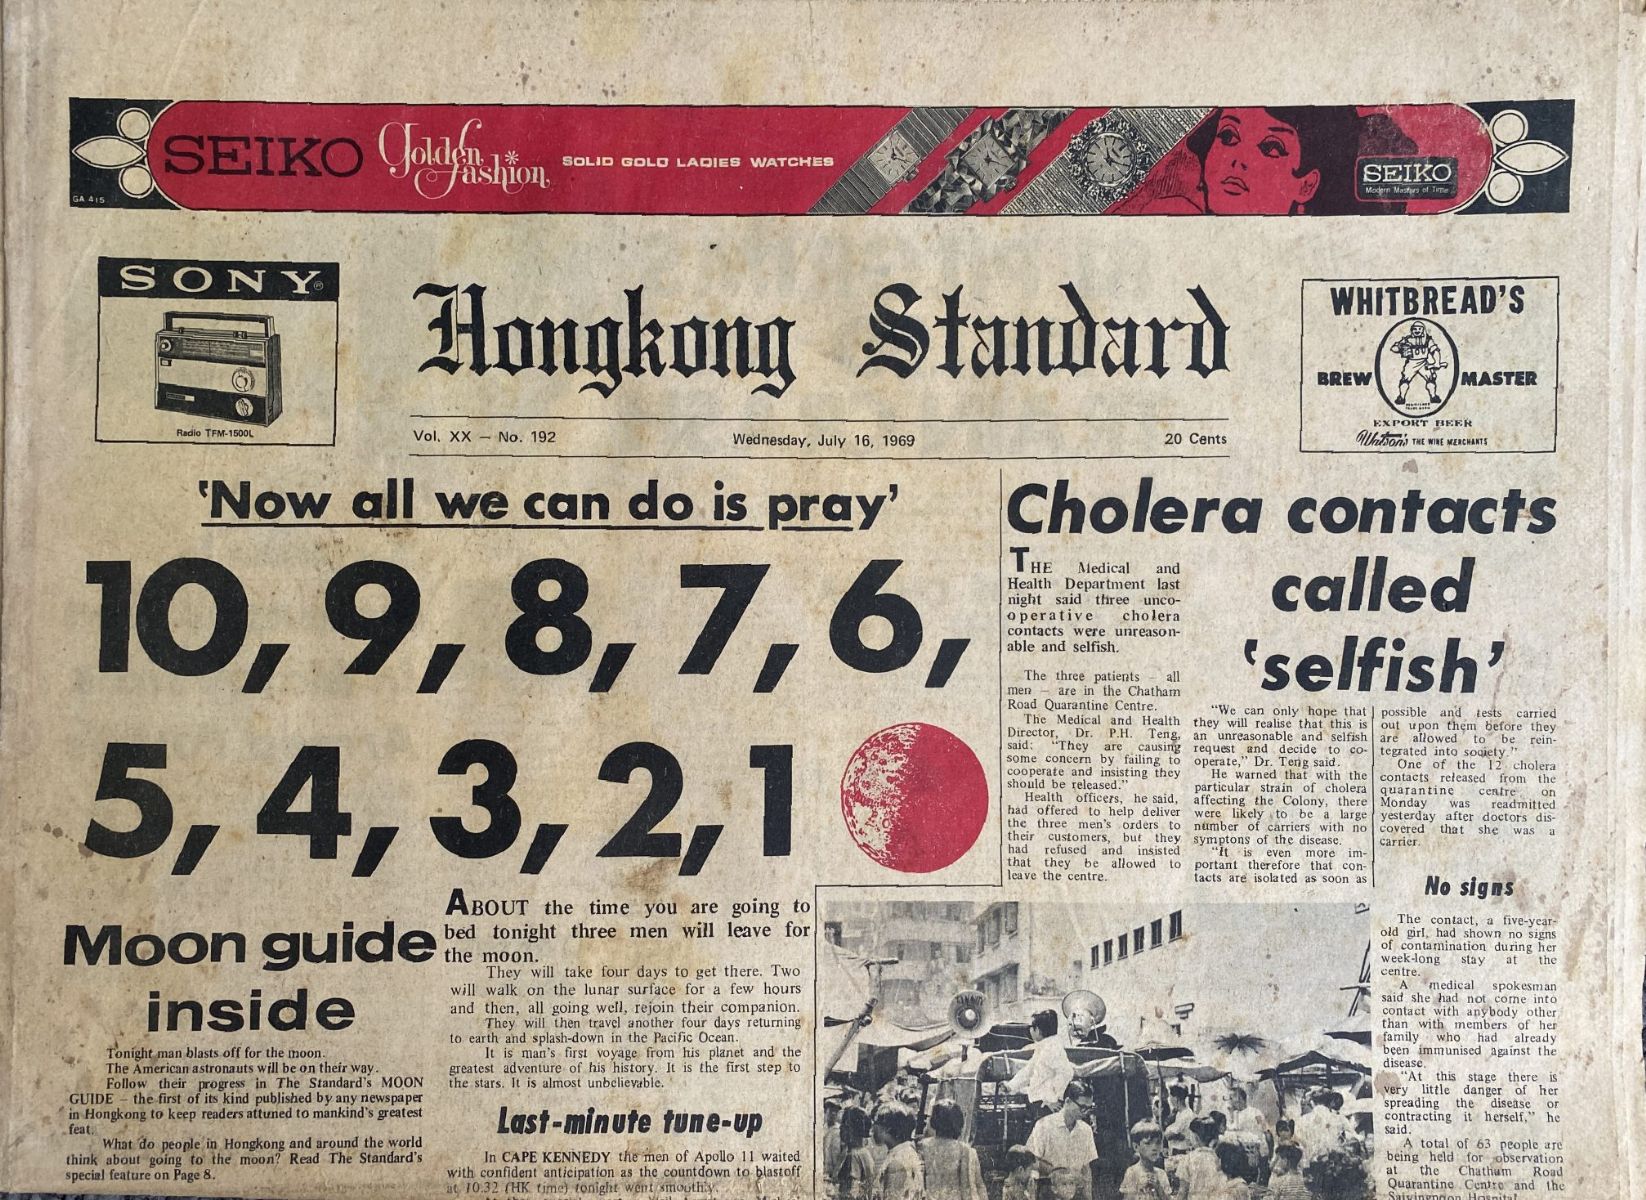 SEIKO Golden Fashion SOLID GOLD LADIES WATCHES
SEIKO
Modern Masters of Time
GA 415
SONY
Radio TFM-1500L
Hongkong Standard
Vol. XX — No. 192 Wednesday, July 16, 1969 20 Cents
WHITBREAD'S
BREW MASTER
EXPORT BEER
Watson's THE WINE MERCHANTS
'Now all we can do is pray'
10, 9, 8, 7, 6,
5, 4, 3, 2, 1
Moon guide
inside
Tonight man blasts off for the moon.
The American astronauts will be on their way.
Follow their progress in The Standard's MOON
GUIDE – the first of its kind published by any newspaper
in Hongkong to keep readers attuned to mankind's greatest
feat.
What do people in Hongkong and around the world
think about going to the moon? Read The Standard's
special feature on Page 8.
ABOUT the time you are going to
bed tonight three men will leave for
the moon.
They will take four days to get there. Two
will walk on the lunar surface for a few hours
and then, all going well, rejoin their companion.
They will then travel another four days returning
to earth and splash-down in the Pacific Ocean.
It is man's first voyage from his planet and the
greatest adventure of his history. It is the first step to
the stars. It is almost unbelievable.
Last-minute tune-up
In CAPE KENNEDY the men of Apollo 11 waited
with confident anticipation as the countdown to blastoff
at 10.32 (HK time) tonight went smoothly.
Cholera contacts
called
'selfish'
THE Medical and
Health Department last
night said three unco-
operative cholera
contacts were unreason-
able and selfish.
The three patients – all
men – are in the Chatham
Road Quarantine Centre.
The Medical and Health
Director, Dr. P.H. Teng,
said: "They are causing
some concern by failing to
cooperate and insisting they
should be released."
Health officers, he said,
had offered to help deliver
the three men's orders to
their customers, but they
had refused and insisted
that they be allowed to
leave the centre.
"We can only hope that
they will realise that this is
an unreasonable and selfish
request and decide to co-
operate," Dr. Teng said.
He warned that with the
particular strain of cholera
affecting the Colony, there
were likely to be a large
number of carriers with no
symptons of the disease.
"It is even more im-
portant therefore that con-
tacts are isolated as soon as
possible and tests carried
out upon them before they
are allowed to be rein-
tegrated into society."
One of the 12 cholera
contacts released from the
quarantine centre on
Monday was readmitted
yesterday after doctors dis-
covered that she was a
carrier.
No signs
The contact, a five-year-
old girl, had shown no signs
of contamination during her
week-long stay at the
centre.
A medical spokesman
said she had not come into
contact with anybody other
than with members of her
family who had already
been immunised against the
disease.
"At this stage there is
very little danger of her
spreading the disease or
contracting it herself," he
said.
A total of 63 people are
being held for observation
at the Chatham Road
Quarantine Centre and the
Saiyingpoon Hospital